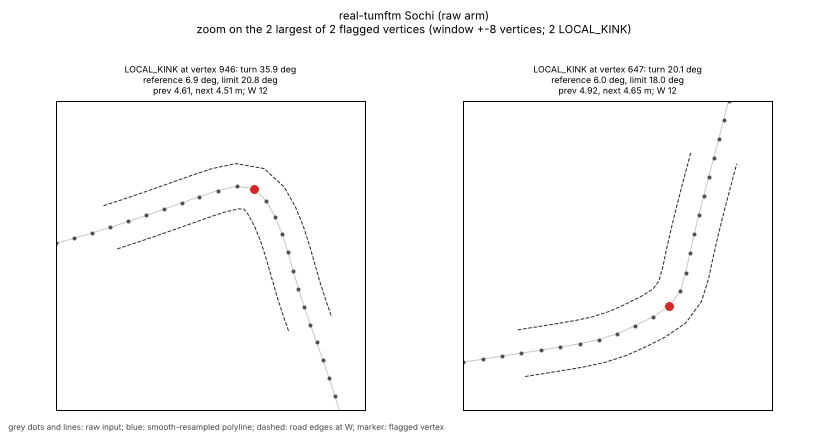 real-tumftm Sochi (raw arm)
zoom on the 2 largest of 2 flagged vertices (window +-8 vertices; 2 LOCAL_KINK)
LOCAL_KINK at vertex 946: turn 35.9 deg
reference 6.9 deg, limit 20.8 deg
prev 4.61, next 4.51 m; W 12
LOCAL_KINK at vertex 647: turn 20.1 deg
reference 6.0 deg, limit 18.0 deg
prev 4.92, next 4.65 m; W 12
grey dots and lines: raw input; blue: smooth-resampled polyline; dashed: road edges at W; marker: flagged vertex